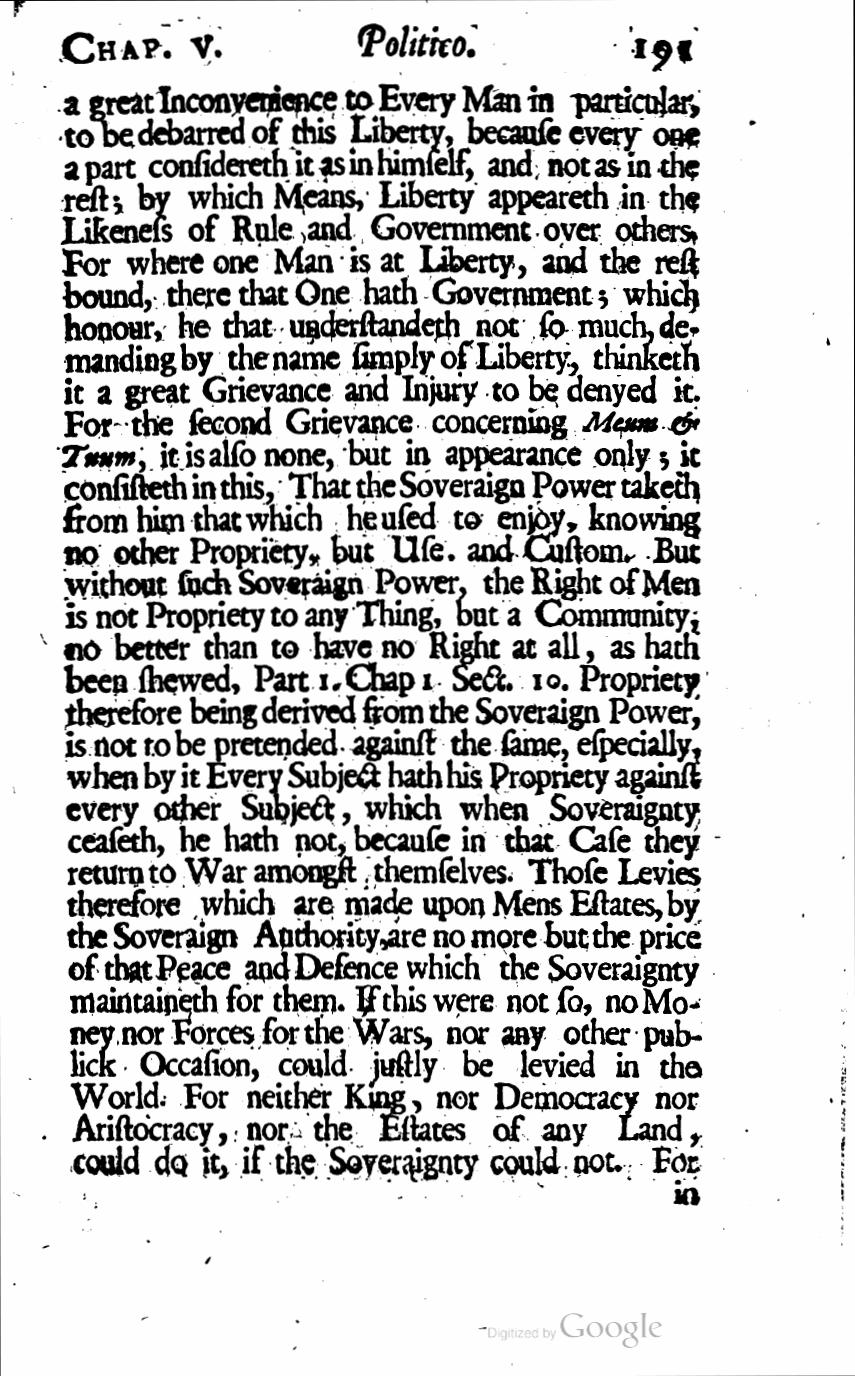 CHAP. V. Politico. 191
a great Inconvenience to Every Man in particular,
to be debarred of this Liberty, becauſe every one
a part conſidereth it as in himſelf, and not as in the
reſt; by which Means, Liberty appeareth in the
Likeneſs of Rule and Government over others,
For where one Man is at Liberty, and the reſt
bound, there that One hath Government; which
honour, he that underſtandeth not ſo much, de-
manding by the name ſimply of Liberty, thinketh
it a great Grievance and Injury to be denyed it.
For the ſecond Grievance concerning Meum &
Tuum, it is alſo none, but in appearance only; it
conſiſteth in this, That the Soveraign Power taketh
from him that which he uſed to enjoy, knowing
no other Propriety, but Uſe. and Cuſtom. But
without ſuch Soveraign Power, the Right of Men
is not Propriety to any Thing, but a Community;
no better than to have no Right at all, as hath
been ſhewed, Part 1. Chap 1 Sect. 10. Propriety
therefore being derived from the Soveraign Power,
is not to be pretended againſt the ſame, eſpecially,
when by it Every Subject hath his Propriety againſt
every other Subject, which when Soveraignty
ceaſeth, he hath not, becauſe in that Caſe they
return to War amongſt themſelves. Thoſe Levies
therefore which are made upon Mens Eſtates, by
the Soveraign Authority, are no more but the price
of that Peace and Defence which the Soveraignty
maintaineth for them. If this were not ſo, no Mo-
ney nor Forces for the Wars, nor any other pub-
lick Occaſion, could juſtly be levied in the
World. For neither King, nor Democracy nor
Ariſtocracy, nor the Eſtates of any Land,
could do it, if the Soveraignty could not. For
in
Digitized by Google